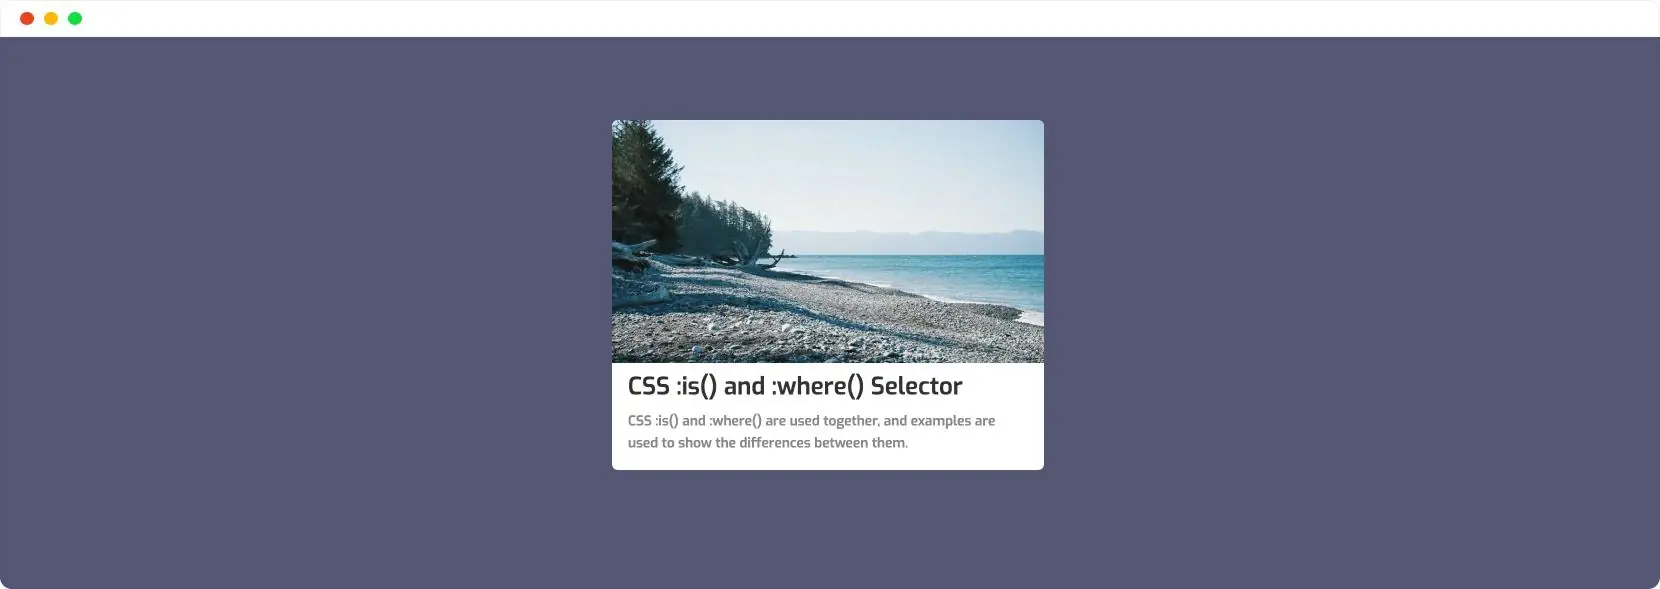 CSS :is() and :where() Selector
CSS :is() and :where() are used together, and examples are
used to show the differences between them.